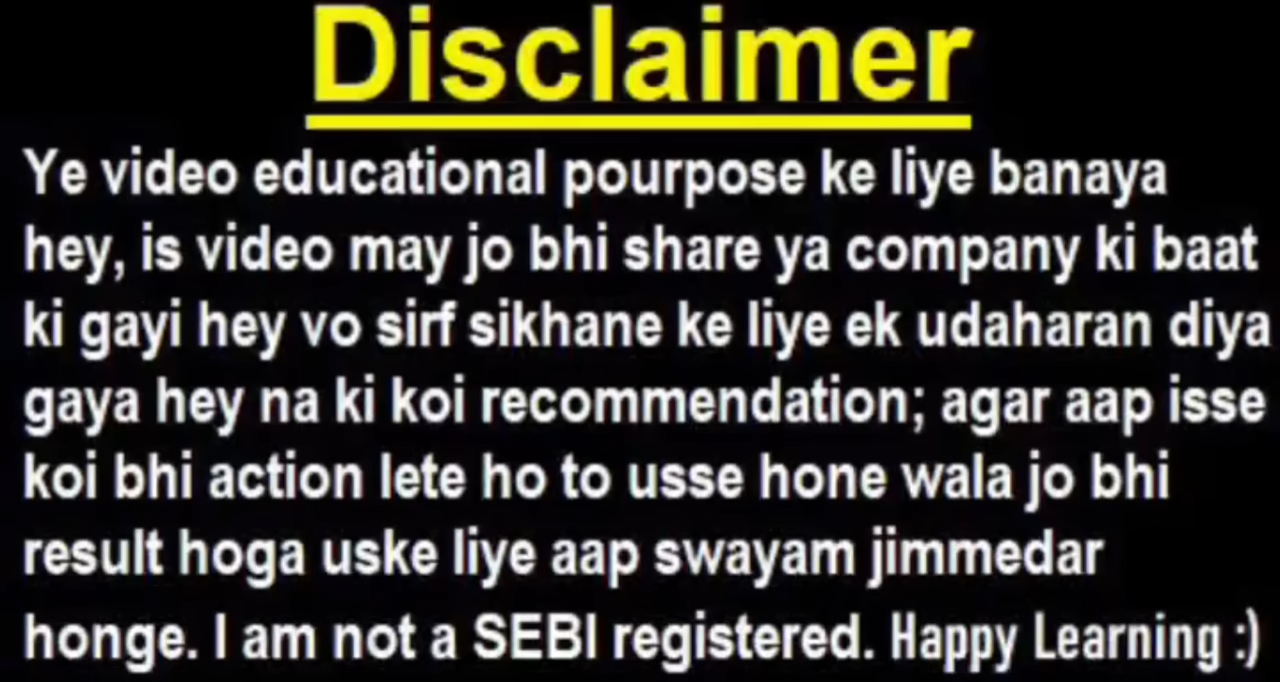 Disclaimer
Ye video educational pourpose ke liye banaya
hey, is video may jo bhi share ya company ki baat
ki gayi hey vo sirf sikhane ke liye ek udaharan diya
gaya hey na ki koi recommendation; agar aap isse
koi bhi action lete ho to usse hone wala jo bhi
result hoga uske liye aap swayam jimmedar
honge. I am not a SEBI registered. Happy Learning :)